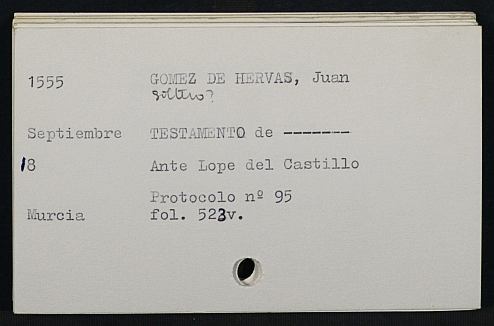 1555 GOMEZ DE HERVAS, Juan
soltero?
Septiembre TESTAMENTO de -------
18 Ante Lope del Castillo
Protocolo nº 95
Murcia fol. 523v.